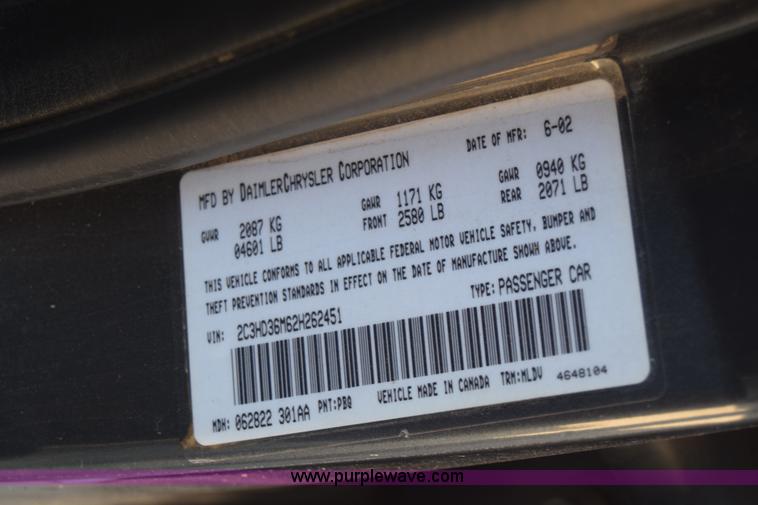 MFD BY DAIMLERCHRYSLER CORPORATION DATE OF MFR: 6-02
GVWR 2087 KG GAWR 1171 KG GAWR 0940 KG
04601 LB FRONT 2580 LB REAR 2071 LB
THIS VEHICLE CONFORMS TO ALL APPLICABLE FEDERAL MOTOR VEHICLE SAFETY, BUMPER AND
THEFT PREVENTION STANDARDS IN EFFECT ON THE DATE OF MANUFACTURE SHOWN ABOVE.
VIN: 2C3HD36M62H262451 TYPE: PASSENGER CAR
MDH: 062822 301AA PNT:PBQ VEHICLE MADE IN CANADA TRM:MLDV 4648104
www.purplewave.com